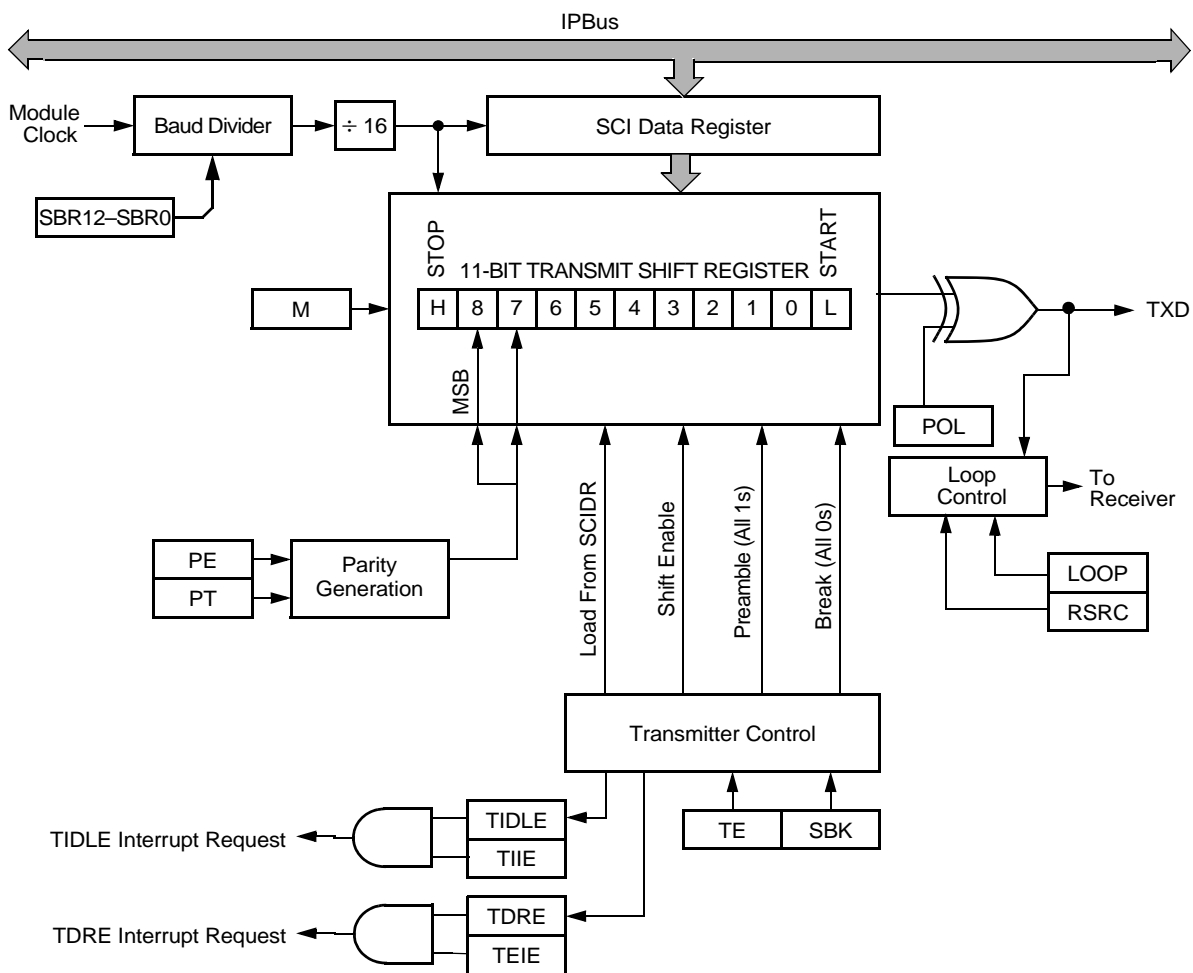 IPBus
Module
Clock
Baud Divider
÷ 16
SCI Data Register
SBR12–SBR0
STOP
11-BIT TRANSMIT SHIFT REGISTER
START
H 8 7 6 5 4 3 2 1 0 L
M
TXD
MSB
POL
Loop
Control
To
Receiver
Load From SCIDR
Shift Enable
Preamble (All 1s)
Break (All 0s)
PE
PT
Parity
Generation
LOOP
RSRC
Transmitter Control
TE
SBK
TIDLE Interrupt Request
TIDLE
TIIE
TDRE Interrupt Request
TDRE
TEIE